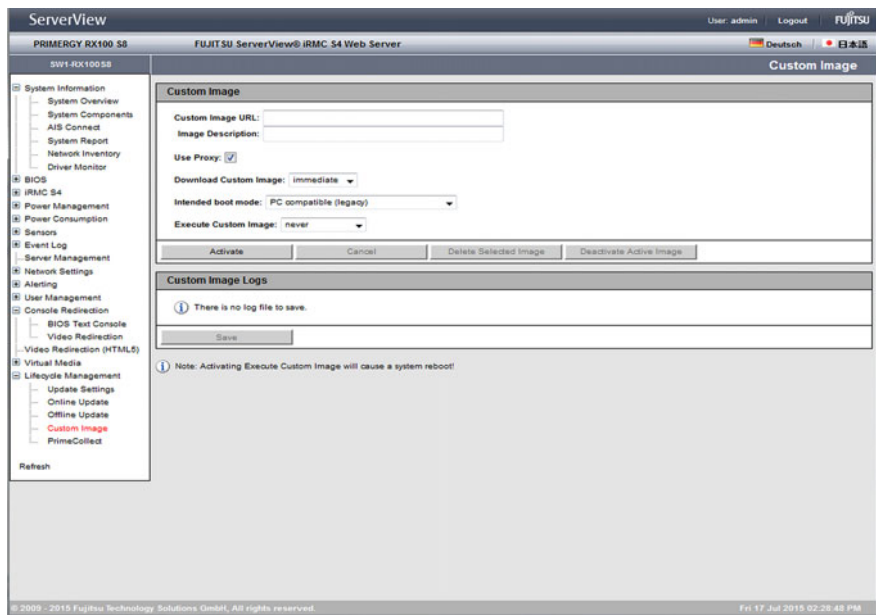 ServerView
User: admin Logout FUJITSU
PRIMERGY RX100 S8 FUJITSU ServerView® iRMC S4 Web Server Deutsch 日本語
SW1-RX100S8 Custom Image
System Information
System Overview
System Components
AIS Connect
System Report
Network Inventory
Driver Monitor
BIOS
iRMC S4
Power Management
Power Consumption
Sensors
Event Log
Server Management
Network Settings
Alerting
User Management
Console Redirection
BIOS Text Console
Video Redirection
Video Redirection (HTML5)
Virtual Media
Lifecycle Management
Update Settings
Online Update
Offline Update
Custom Image
PrimeCollect
Refresh
Custom Image
Custom Image URL:
Image Description:
Use Proxy:
Download Custom Image: immediate
Intended boot mode: PC compatible (legacy)
Execute Custom Image: never
Activate Cancel Delete Selected Image Deactivate Active Image
Custom Image Logs
There is no log file to save.
Save
Note: Activating Execute Custom Image will cause a system reboot!
© 2009 - 2015 Fujitsu Technology Solutions GmbH, All rights reserved. Fri 17 Jul 2015 02:28:48 PM